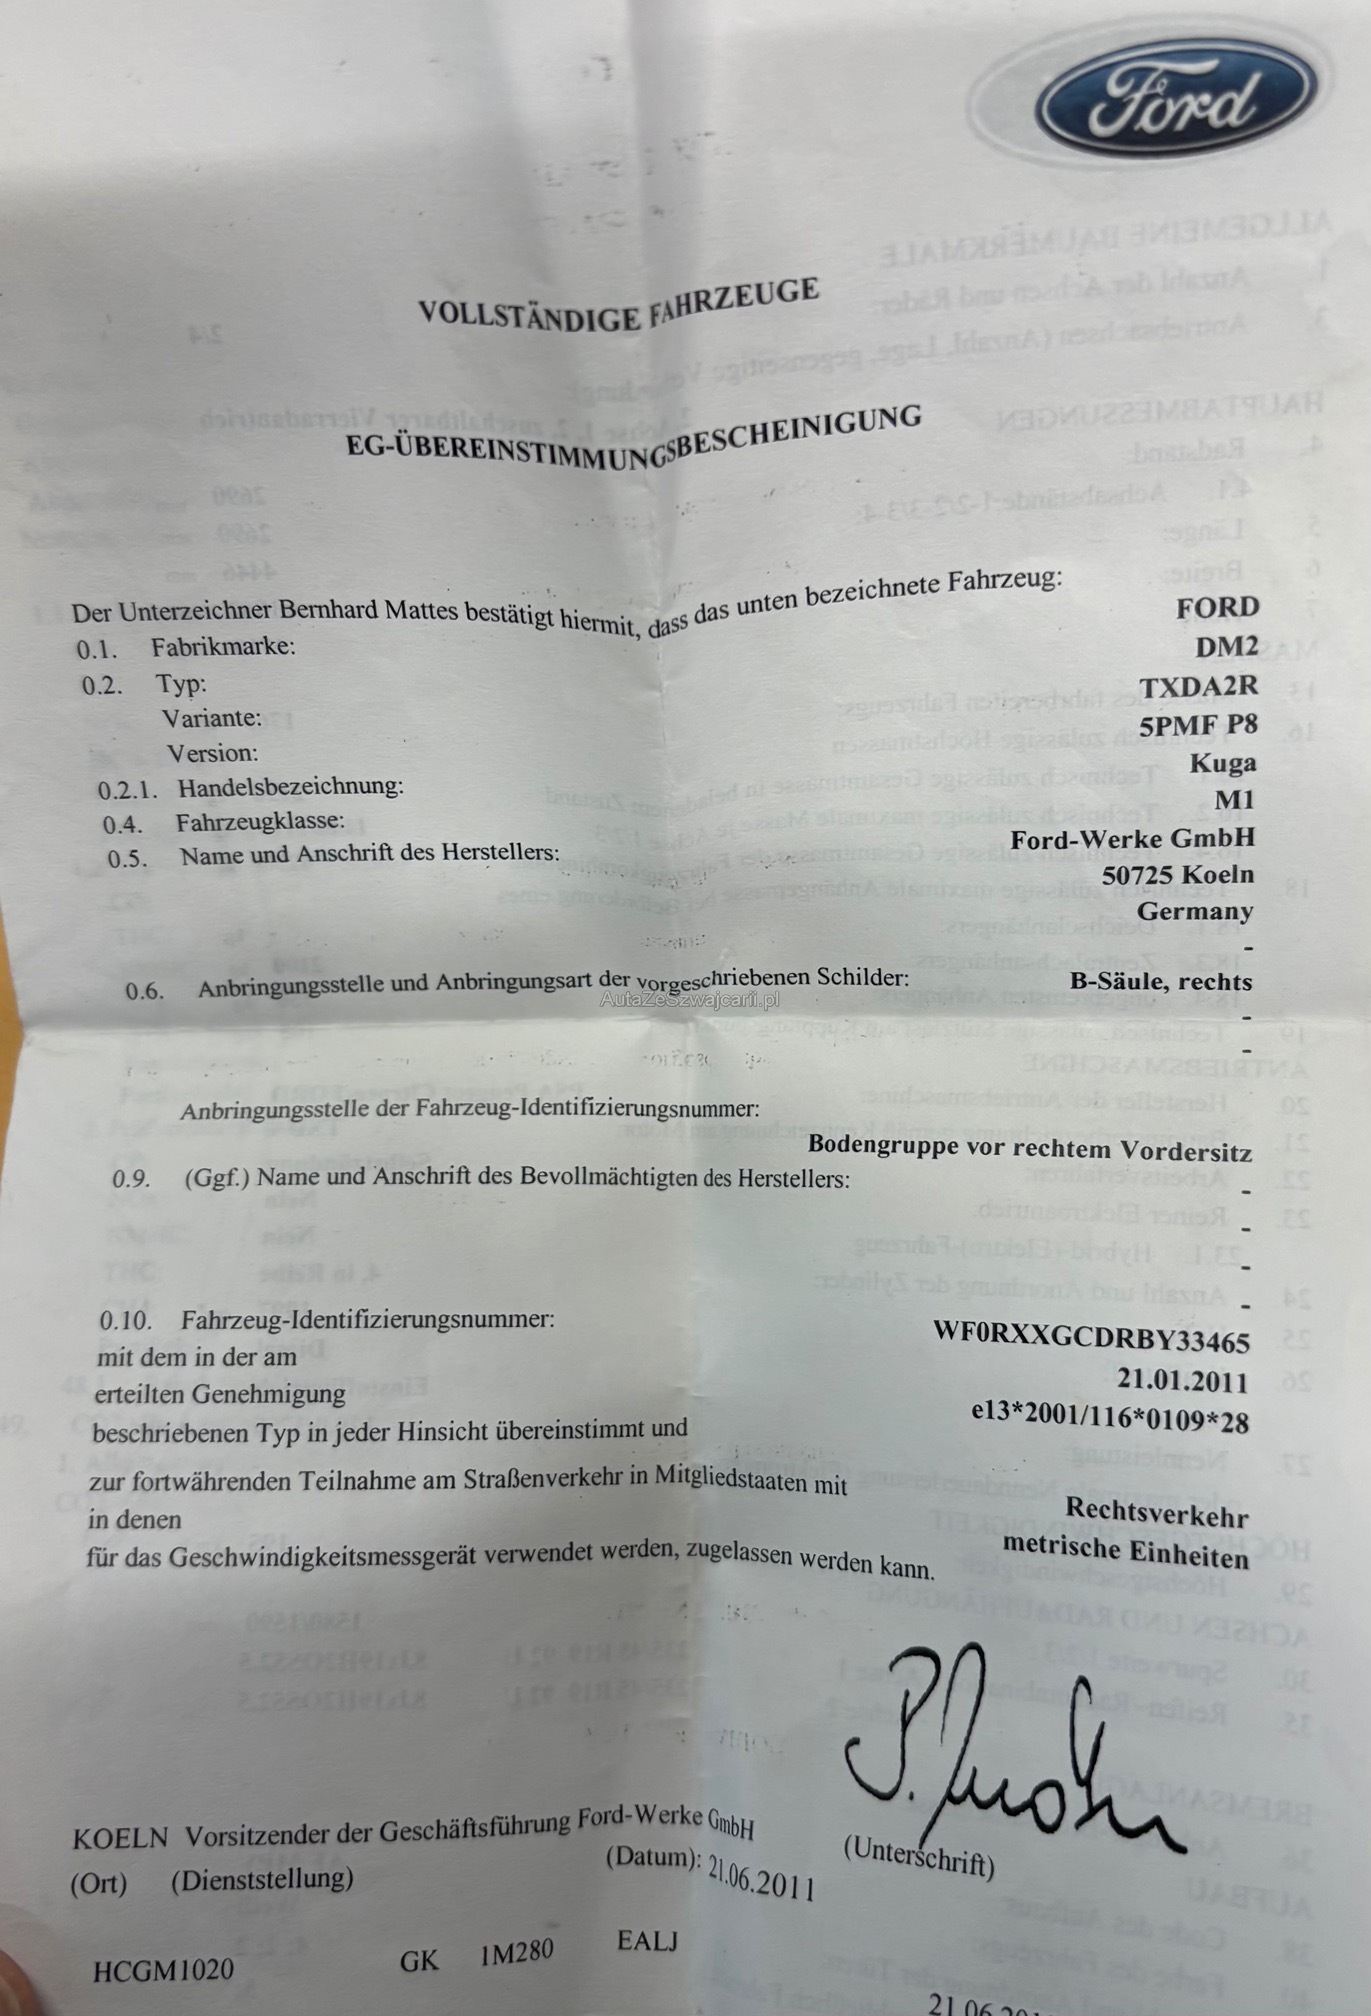 Ford
VOLLSTÄNDIGE FAHRZEUGE
EG-ÜBEREINSTIMMUNGSBESCHEINIGUNG
Der Unterzeichner Bernhard Mattes bestätigt hiermit, dass das unten bezeichnete Fahrzeug:
0.1. Fabrikmarke: FORD
0.2. Typ: DM2
Variante: TXDA2R
Version: 5PMF P8
0.2.1. Handelsbezeichnung: Kuga
0.4. Fahrzeugklasse: M1
0.5. Name und Anschrift des Herstellers: Ford-Werke GmbH
50725 Koeln
Germany
-
0.6. Anbringungsstelle und Anbringungsart der vorgeschriebenen Schilder: B-Säule, rechts
AutaZeSzwajcarii.pl
-
-
Anbringungsstelle der Fahrzeug-Identifizierungsnummer:
Bodengruppe vor rechtem Vordersitz
0.9. (Ggf.) Name und Anschrift des Bevollmächtigten des Herstellers: -
-
-
-
0.10. Fahrzeug-Identifizierungsnummer: WF0RXXGCDRBY33465
mit dem in der am 21.01.2011
erteilten Genehmigung e13*2001/116*0109*28
beschriebenen Typ in jeder Hinsicht übereinstimmt und
zur fortwährenden Teilnahme am Straßenverkehr in Mitgliedstaaten mit Rechtsverkehr
in denen metrische Einheiten
für das Geschwindigkeitsmessgerät verwendet werden, zugelassen werden kann.
KOELN Vorsitzender der Geschäftsführung Ford-Werke GmbH
(Ort) (Dienststellung) (Datum): 21.06.2011 (Unterschrift)
HCGM1020 GK 1M280 EALJ